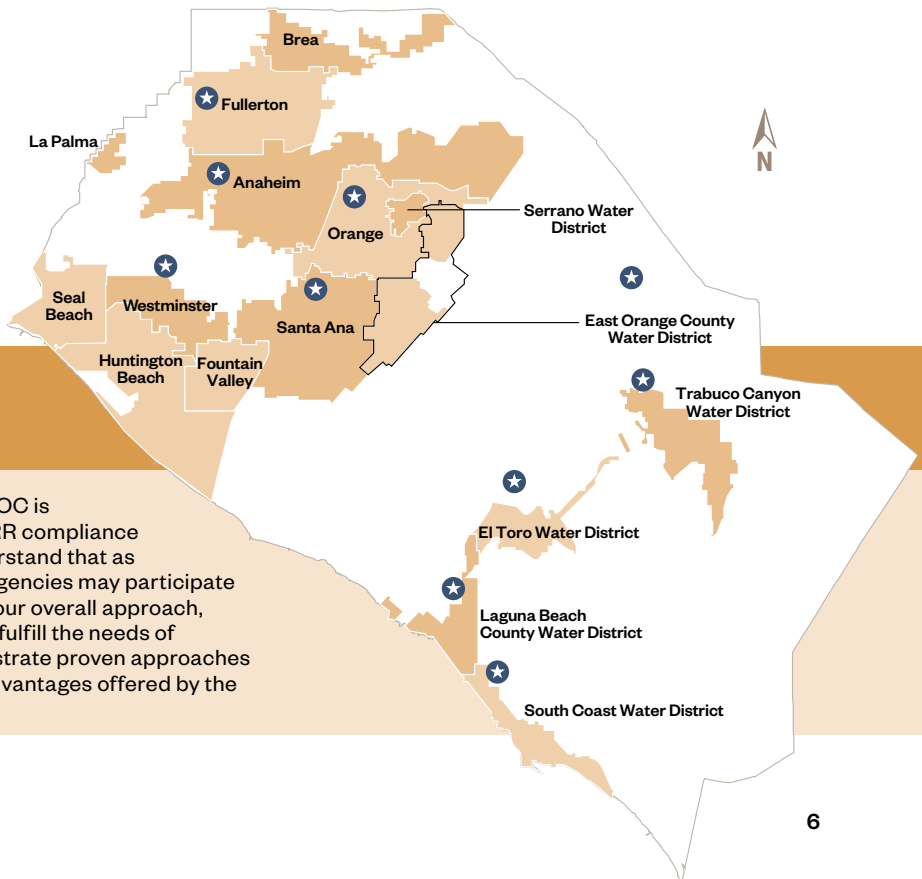 Brea
Fullerton
La Palma
N
Anaheim
Serrano Water
District
Orange
Seal
Beach
Westminster
Santa Ana
East Orange County
Water District
Huntington
Beach
Fountain
Valley
Trabuco Canyon
Water District
OC is
RR compliance
erstand that as
gencies may participate
our overall approach,
fulfill the needs of
strate proven approaches
dvantages offered by the
El Toro Water District
Laguna Beach
County Water District
South Coast Water District
6